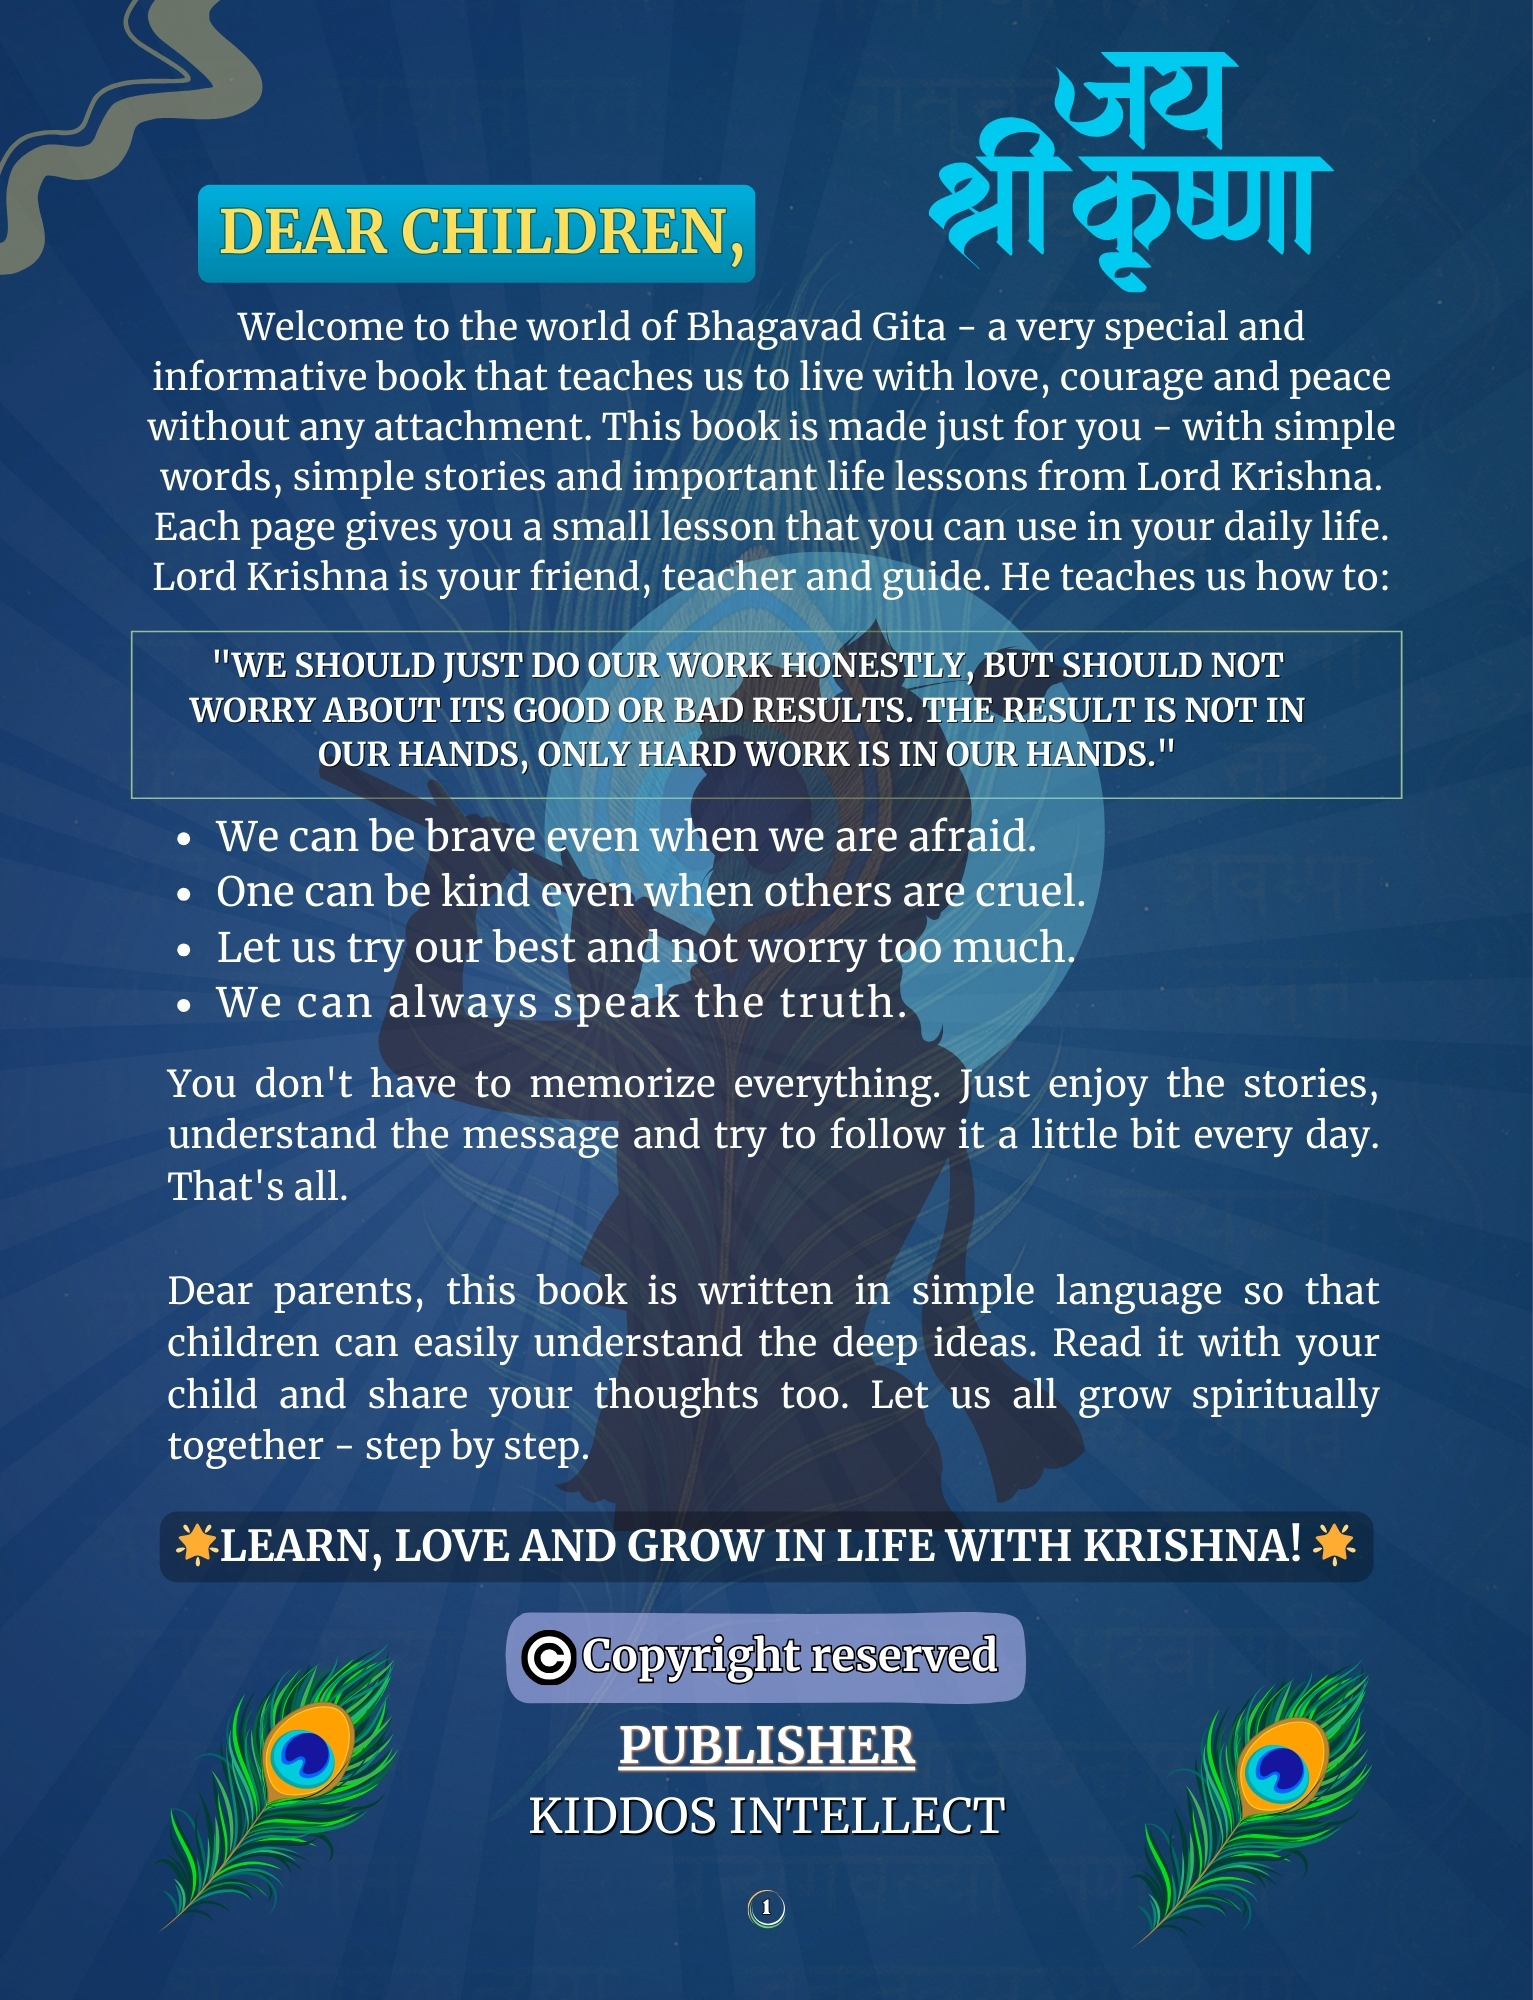 जय
श्री कृष्णा
DEAR CHILDREN,
Welcome to the world of Bhagavad Gita - a very special and
informative book that teaches us to live with love, courage and peace
without any attachment. This book is made just for you - with simple
words, simple stories and important life lessons from Lord Krishna.
Each page gives you a small lesson that you can use in your daily life.
Lord Krishna is your friend, teacher and guide. He teaches us how to:
"WE SHOULD JUST DO OUR WORK HONESTLY, BUT SHOULD NOT
WORRY ABOUT ITS GOOD OR BAD RESULTS. THE RESULT IS NOT IN
OUR HANDS, ONLY HARD WORK IS IN OUR HANDS."
• We can be brave even when we are afraid.
• One can be kind even when others are cruel.
• Let us try our best and not worry too much.
• We can always speak the truth.
You don't have to memorize everything. Just enjoy the stories,
understand the message and try to follow it a little bit every day.
That's all.
Dear parents, this book is written in simple language so that
children can easily understand the deep ideas. Read it with your
child and share your thoughts too. Let us all grow spiritually
together - step by step.
🌟LEARN, LOVE AND GROW IN LIFE WITH KRISHNA!🌟
© Copyright reserved
PUBLISHER
KIDDOS INTELLECT
1